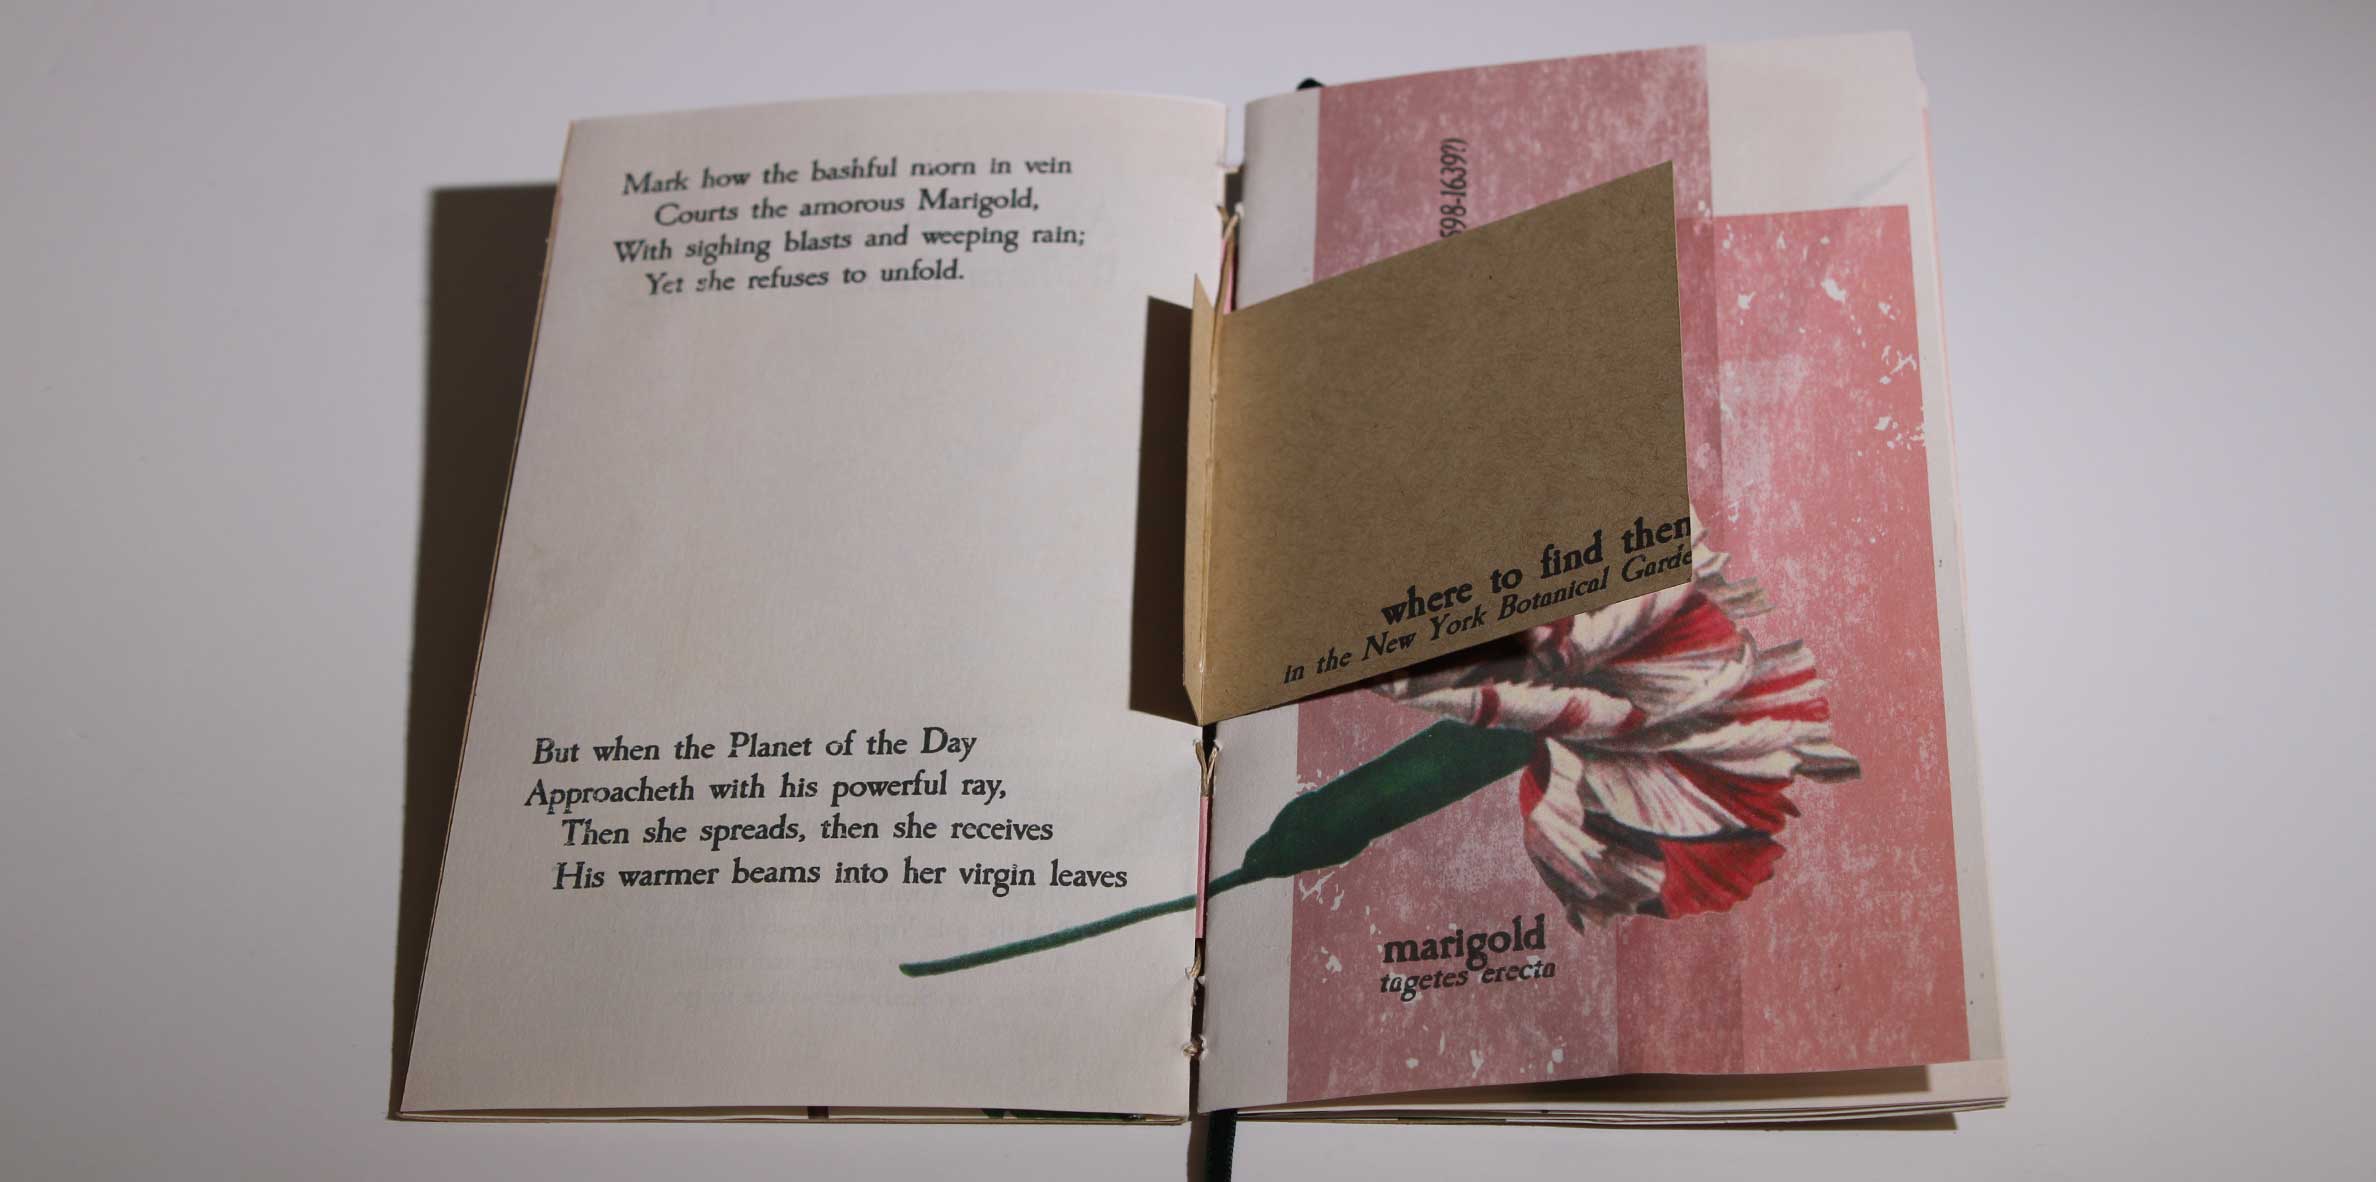 Mark how the bashful morn in vein
Courts the amorous Marigold,
With sighing blasts and weeping rain;
Yet she refuses to unfold.
But when the Planet of the Day
Approacheth with his powerful ray,
Then she spreads, then she receives
His warmer beams into her virgin leaves
598-1639?)
where to find then
in the New York Botanical Garde
marigold
tagetes erecta